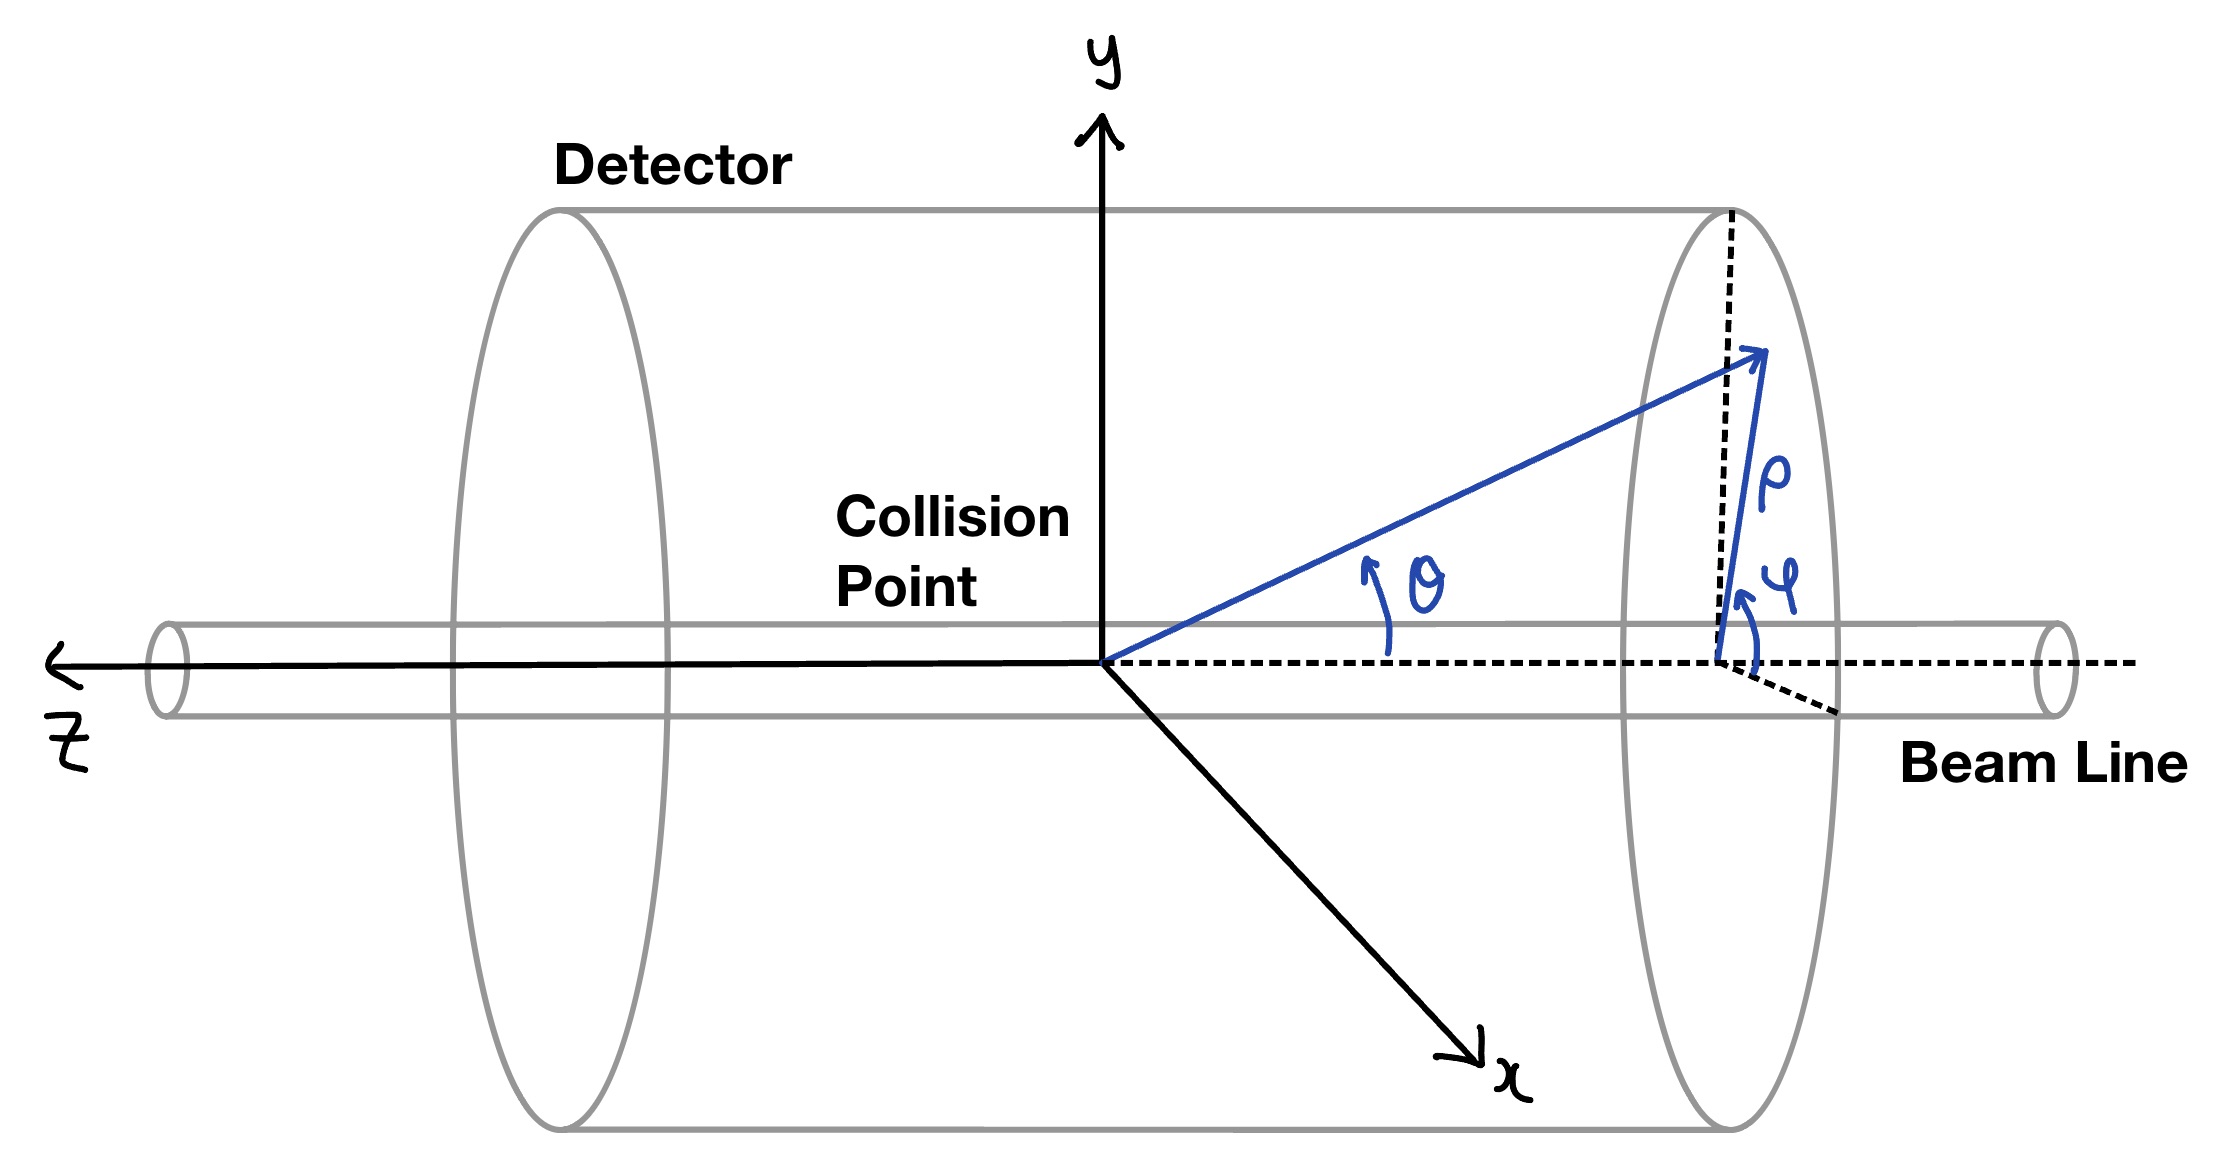 y
Detector
Collision
Point
θ
ρ
φ
z
Beam Line
x